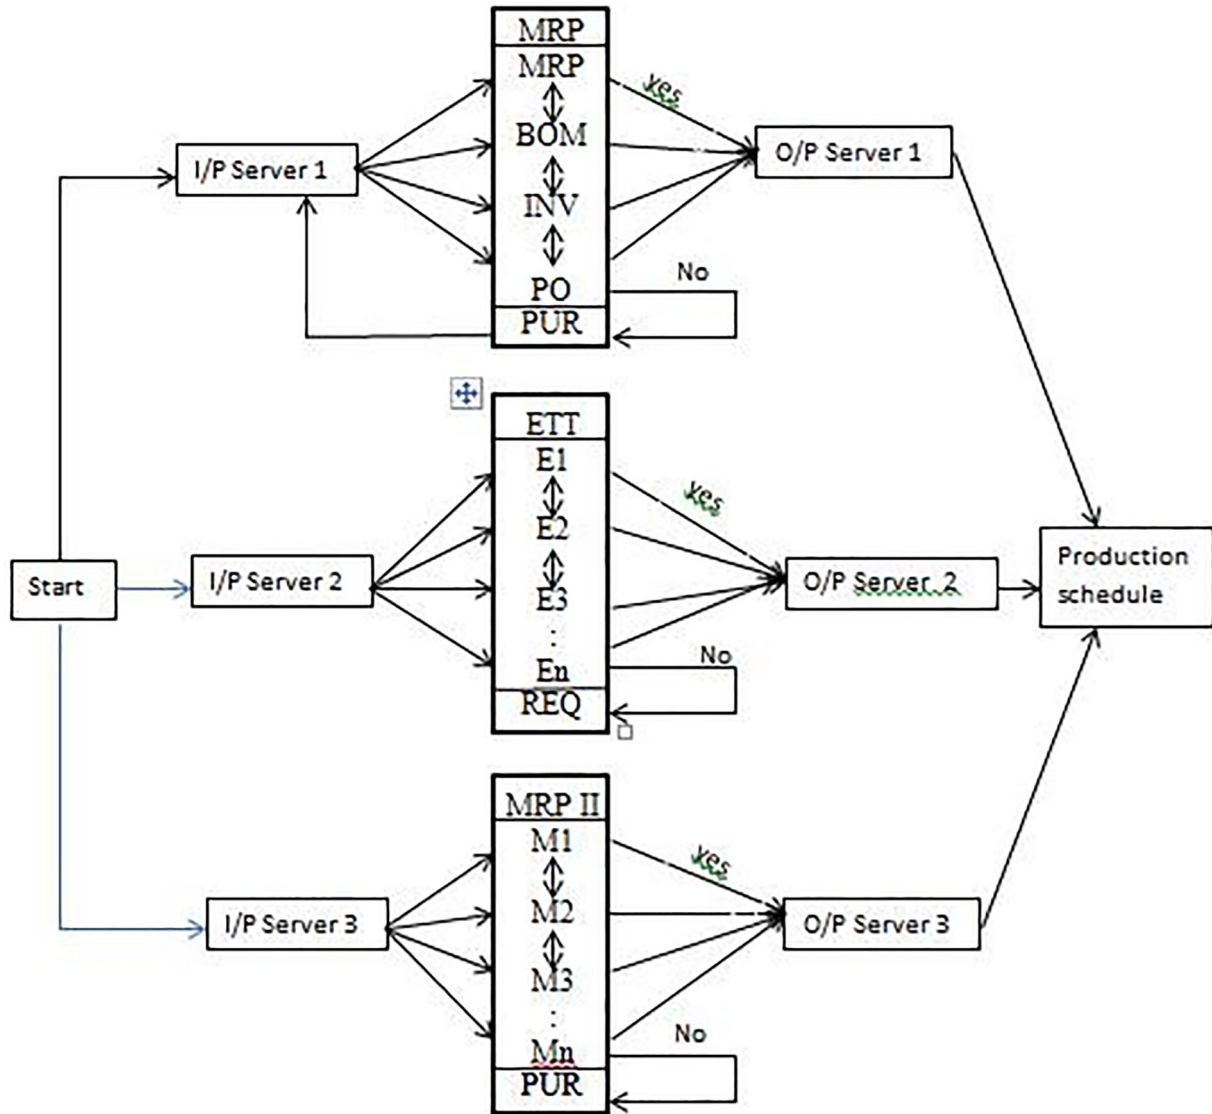 MRP
MRP
BOM
INV
PO
PUR
yes
No
I/P Server 1
O/P Server 1
ETT
E1
E2
E3
:
En
REQ
yes
No
Start
I/P Server 2
O/P Server 2
Production
schedule
MRP II
M1
M2
M3
:
Mn
PUR
yes
No
I/P Server 3
O/P Server 3